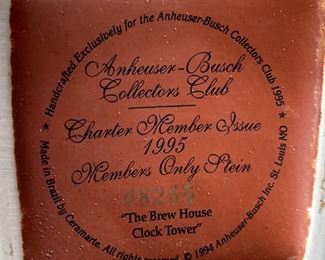 ★ Handcrafted Exclusively for the Anheuser-Busch Collectors Club 1995 ★
Anheuser-Busch
Collectors Club
Charter Member Issue
1995
Members Only Stein
"The Brew House
Clock Tower"
Made in Brazil by Ceramarte. All rights reserved. © 1994 Anheuser-Busch Inc. St. Louis MO